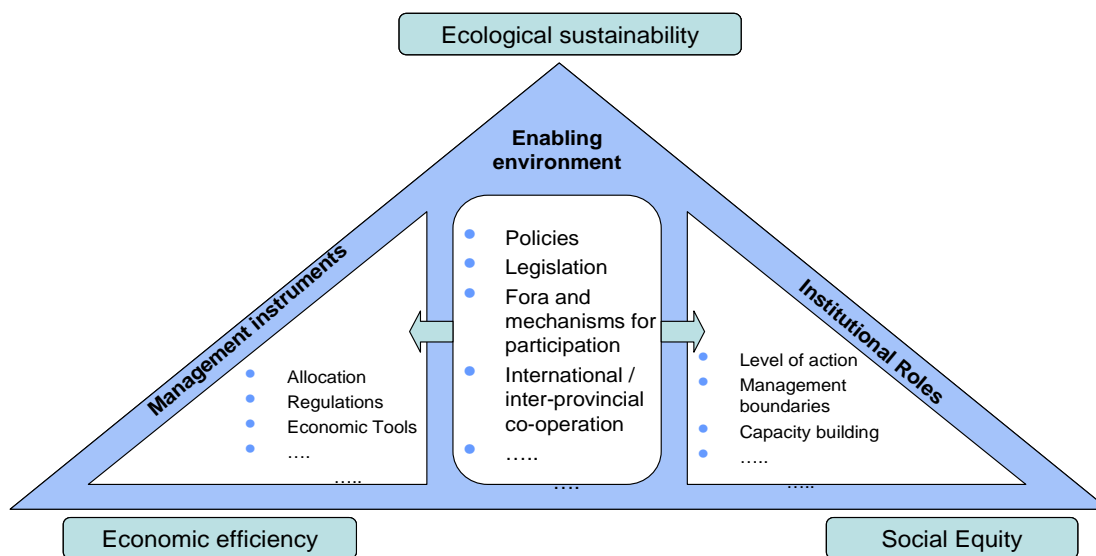 Ecological sustainability
Enabling
environment
Management instruments
Allocation
Regulations
Economic Tools
….
…..
Policies
Legislation
Fora and
mechanisms for
participation
International /
inter-provincial
co-operation
…..
….
Institutional Roles
Level of action
Management
boundaries
Capacity building
…..
…..
Economic efficiency
Social Equity